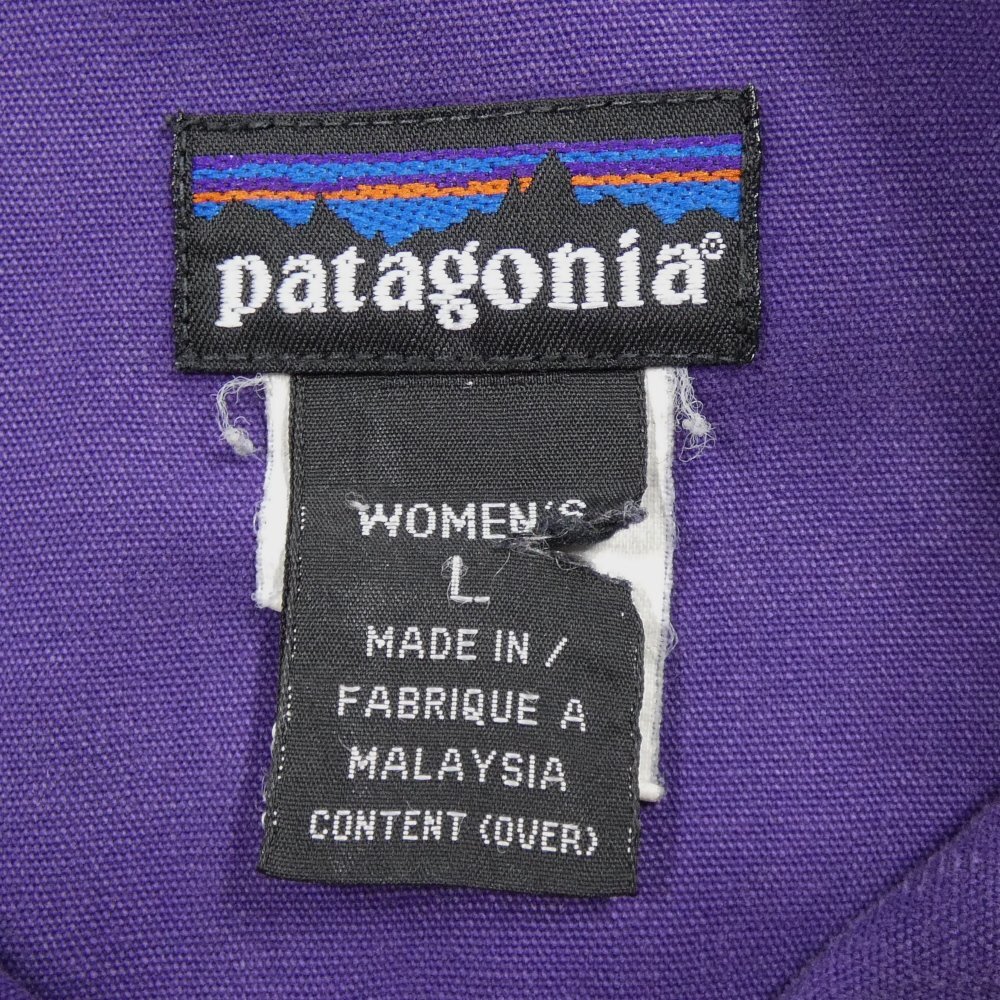 patagonia®
WOMEN'S
L
MADE IN /
FABRIQUE A
MALAYSIA
CONTENT (OVER)